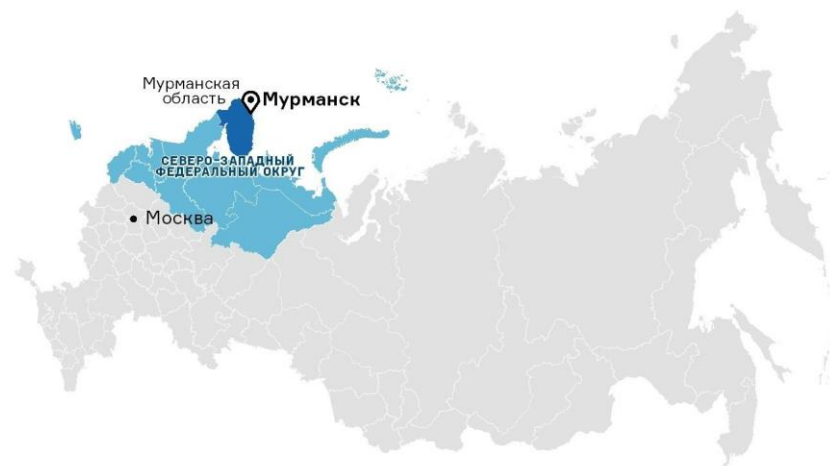 Мурманская
область
Мурманск
СЕВЕРО-ЗАПАДНЫЙ
ФЕДЕРАЛЬНЫЙ ОКРУГ
Москва